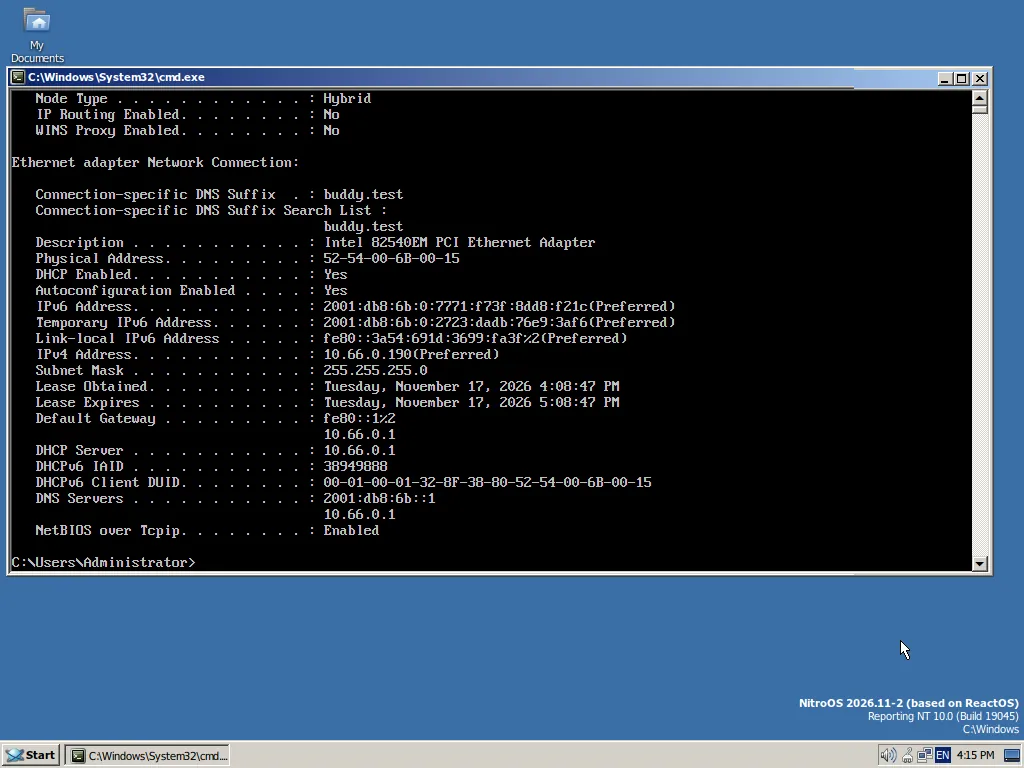 My
Documents
C:\Windows\System32\cmd.exe
Node Type . . . . . . . . . . . . : Hybrid
IP Routing Enabled. . . . . . . . : No
WINS Proxy Enabled. . . . . . . . : No
Ethernet adapter Network Connection:
Connection-specific DNS Suffix  . : buddy.test
Connection-specific DNS Suffix Search List :
buddy.test
Description . . . . . . . . . . . : Intel 82540EM PCI Ethernet Adapter
Physical Address. . . . . . . . . : 52-54-00-6B-00-15
DHCP Enabled. . . . . . . . . . . : Yes
Autoconfiguration Enabled . . . . : Yes
IPv6 Address. . . . . . . . . . . : 2001:db8:6b:0:7771:f73f:8dd8:f21c(Preferred)
Temporary IPv6 Address. . . . . . : 2001:db8:6b:0:2723:dadb:76e9:3af6(Preferred)
Link-local IPv6 Address . . . . . : fe80::3a54:691d:3699:fa3f%2(Preferred)
IPv4 Address. . . . . . . . . . . : 10.66.0.190(Preferred)
Subnet Mask . . . . . . . . . . . : 255.255.255.0
Lease Obtained. . . . . . . . . . : Tuesday, November 17, 2026 4:08:47 PM
Lease Expires . . . . . . . . . . : Tuesday, November 17, 2026 5:08:47 PM
Default Gateway . . . . . . . . . : fe80::1%2
10.66.0.1
DHCP Server . . . . . . . . . . . : 10.66.0.1
DHCPv6 IAID . . . . . . . . . . . : 38949888
DHCPv6 Client DUID. . . . . . . . : 00-01-00-01-32-8F-38-80-52-54-00-6B-00-15
DNS Servers . . . . . . . . . . . : 2001:db8:6b::1
10.66.0.1
NetBIOS over Tcpip. . . . . . . . : Enabled
C:\Users\Administrator>
NitroOS 2026.11-2 (based on ReactOS)
Reporting NT 10.0 (Build 19045)
C:\Windows
Start
C:\Windows\System32\cmd....
EN
4:15 PM